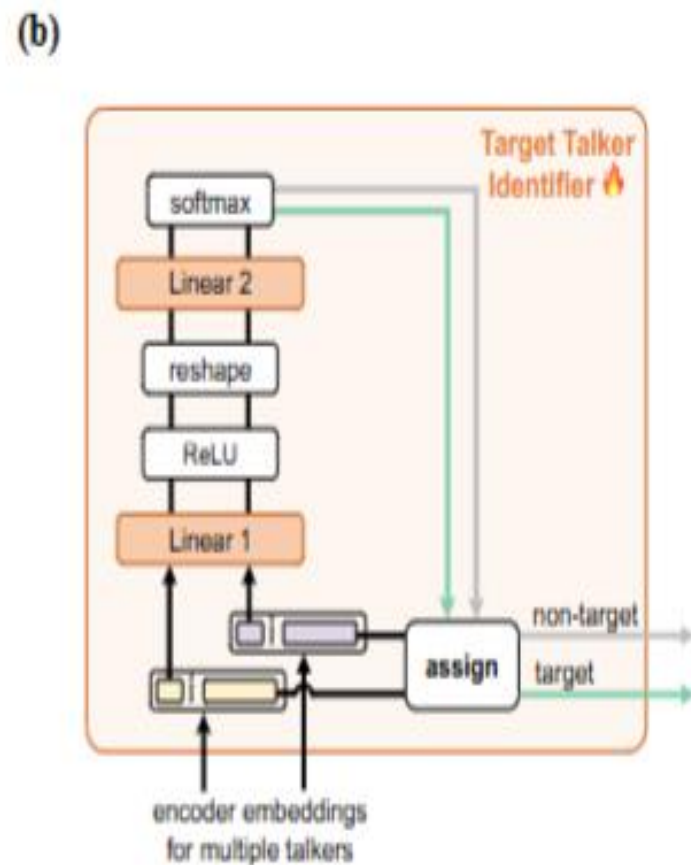 (b)
Target Talker
Identifier 🔥
softmax
Linear 2
reshape
ReLU
Linear 1
non-target
assign
target
encoder embeddings
for multiple talkers